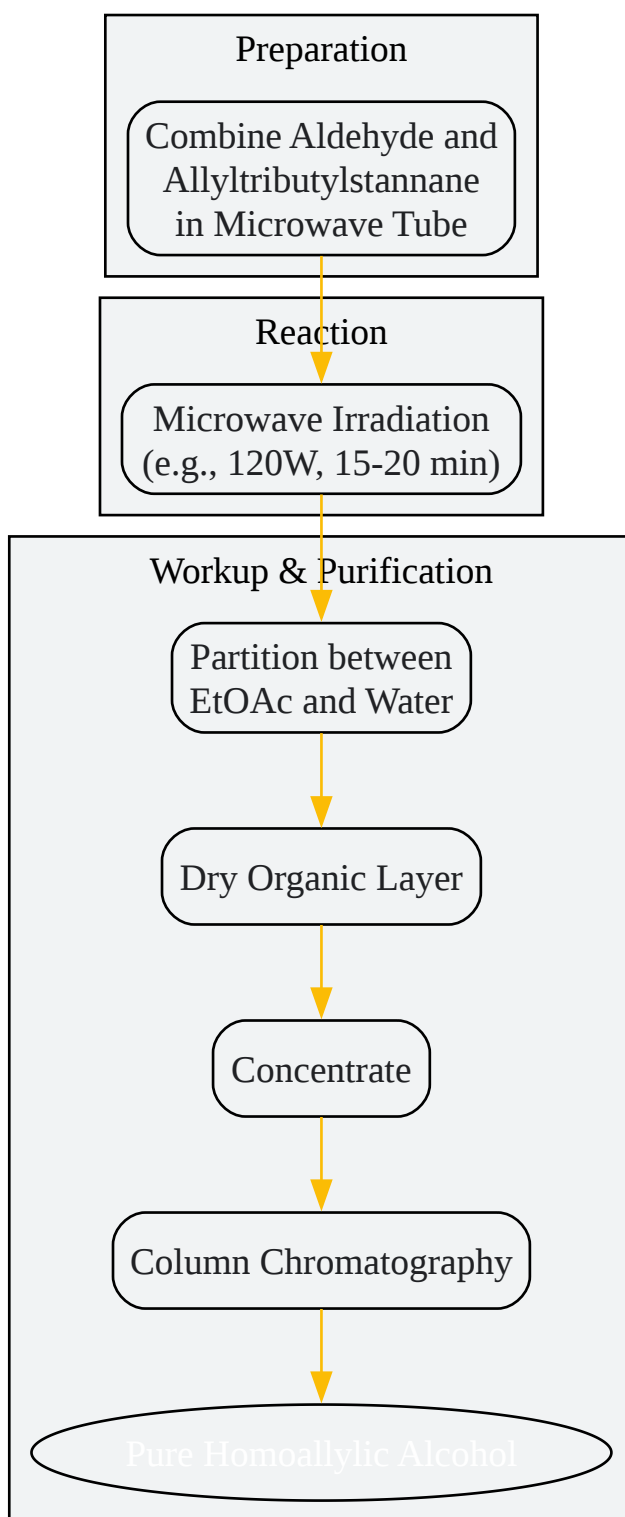 Preparation
Combine Aldehyde and
Allyltributylstannane
in Microwave Tube
Reaction
Microwave Irradiation
(e.g., 120W, 15-20 min)
Workup & Purification
Partition between
EtOAc and Water
Dry Organic Layer
Concentrate
Column Chromatography
Pure Homoallylic Alcohol